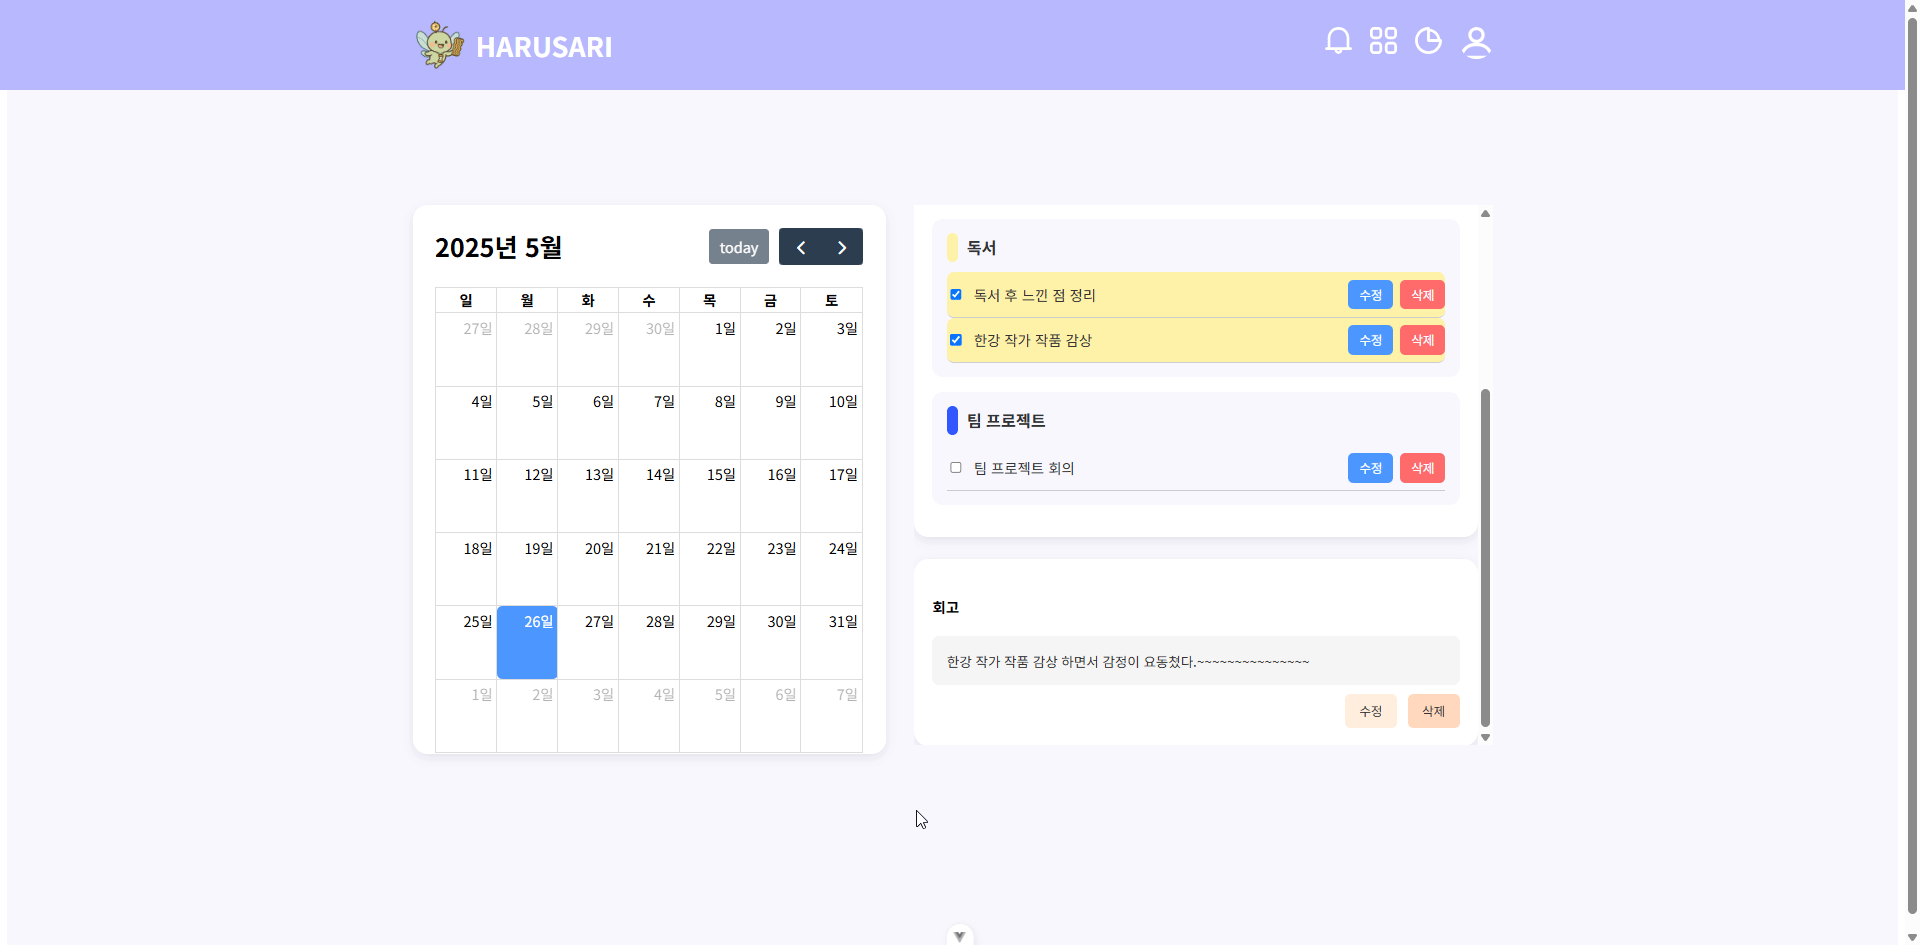 HARUSARI
2025년 5월
today
일 월 화 수 목 금 토
27일 28일 29일 30일 1일 2일 3일
4일 5일 6일 7일 8일 9일 10일
11일 12일 13일 14일 15일 16일 17일
18일 19일 20일 21일 22일 23일 24일
25일 26일 27일 28일 29일 30일 31일
1일 2일 3일 4일 5일 6일 7일
독서
독서 후 느낀 점 정리 수정 삭제
한강 작가 작품 감상 수정 삭제
팀 프로젝트
팀 프로젝트 회의 수정 삭제
회고
한강 작가 작품 감상 하면서 감정이 요동쳤다.~~~~~~~~~~~~~~~
수정 삭제